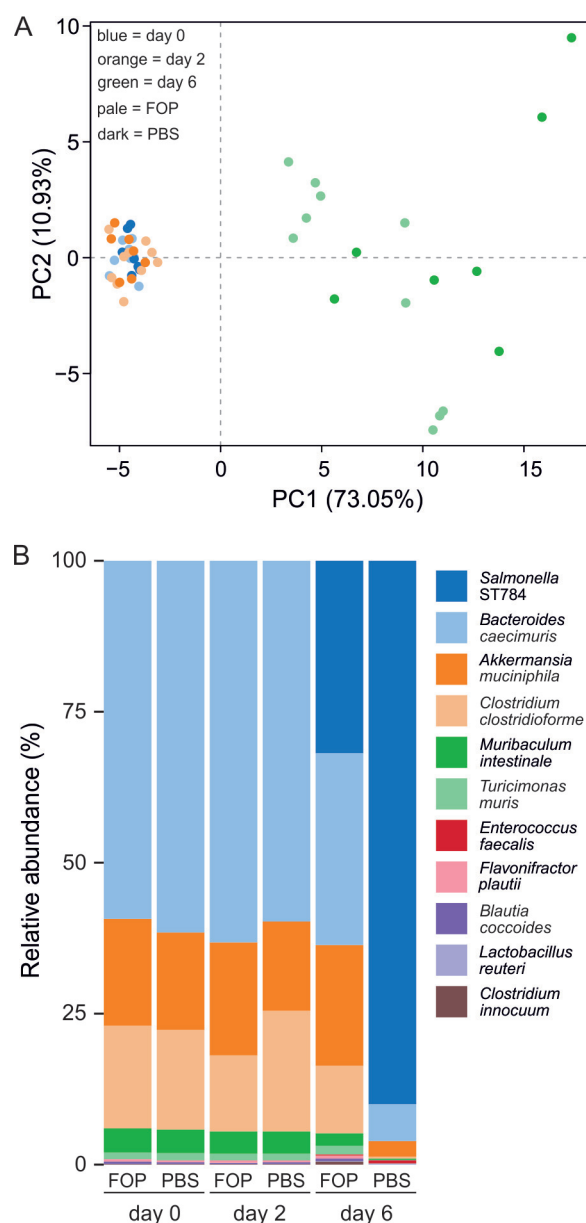 A
blue = day 0
orange = day 2
green = day 6
pale = FOP
dark = PBS
10
5
0
−5
PC2 (10.93%)
−5
0
5
10
15
PC1 (73.05%)
B
100
75
50
25
0
Relative abundance (%)
FOP
PBS
FOP
PBS
FOP
PBS
day 0
day 2
day 6
Salmonella
ST784
Bacteroides
caecimuris
Akkermansia
muciniphila
Clostridium
clostridioforme
Muribaculum
intestinale
Turicimonas
muris
Enterococcus
faecalis
Flavonifractor
plautii
Blautia
coccoides
Lactobacillus
reuteri
Clostridium
innocuum